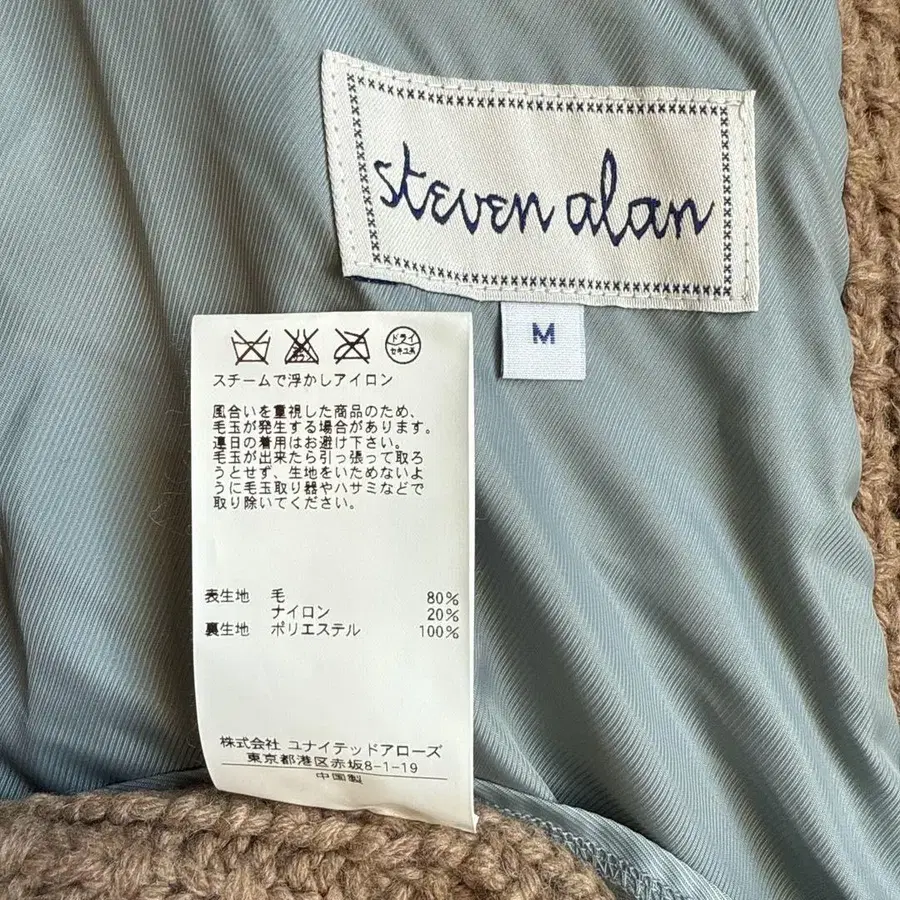 steven alan
M
ドライ
セキユ系
スチームで浮かしアイロン
風合いを重視した商品のため、
毛玉が発生する場合があります。
連日の着用はお避け下さい。
毛玉が出来たら引っ張って取ろ
うとせず、生地をいためないよ
うに毛玉取り器やハサミなどで
取り除いてください。
表生地 毛 80%
ナイロン 20%
裏生地 ポリエステル 100%
株式会社 ユナイテッドアローズ
東京都港区赤坂8-1-19
中国製